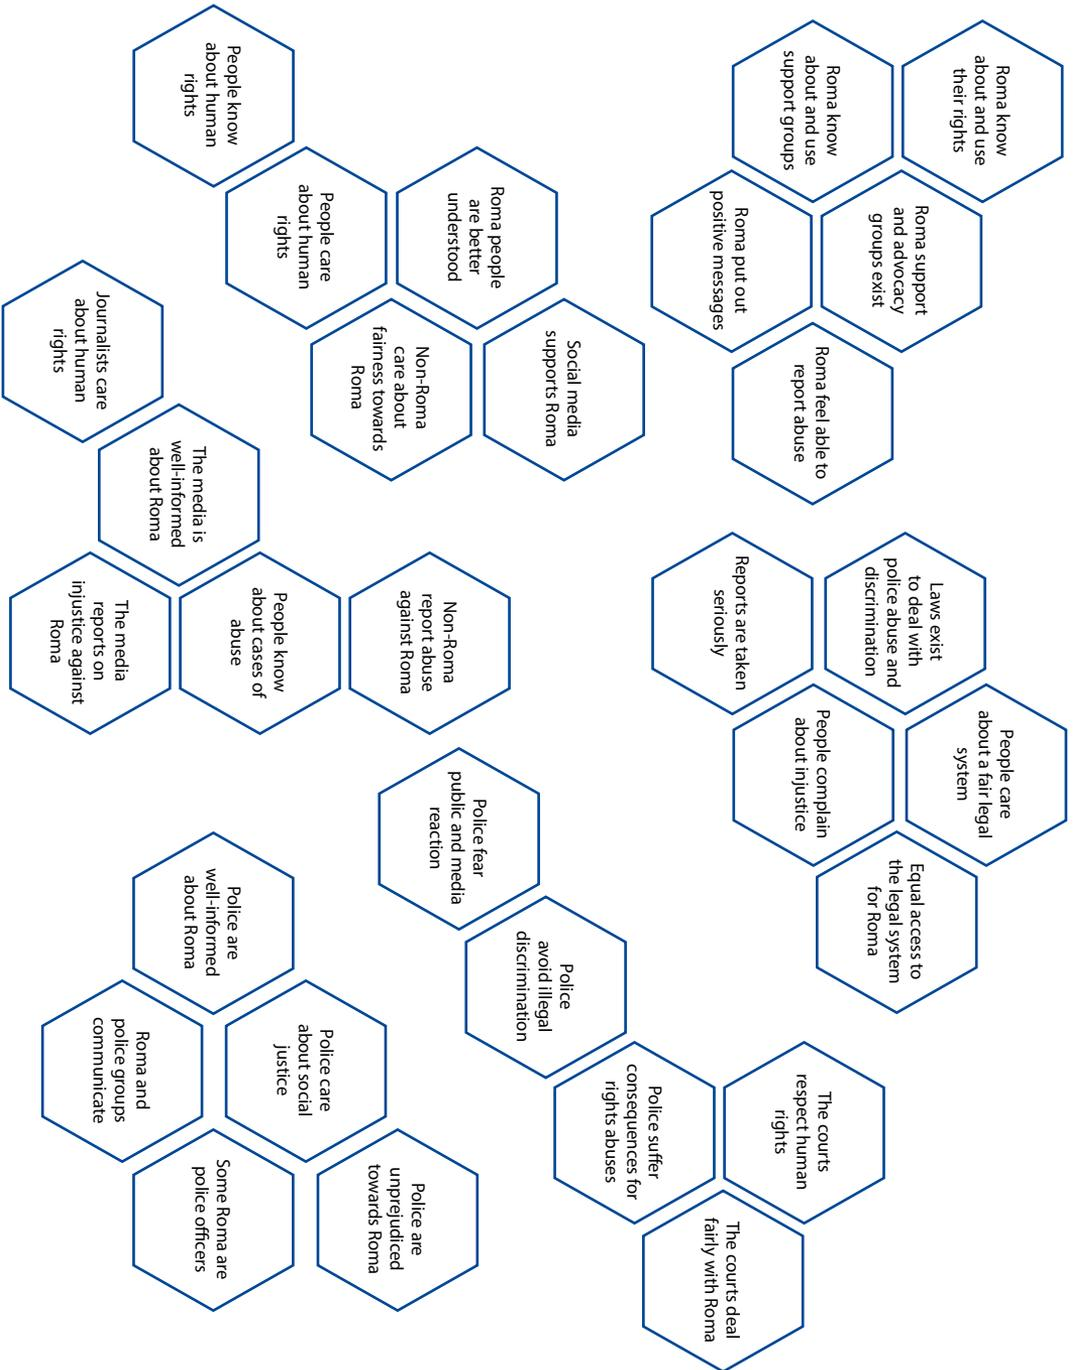 Roma know
about and use
their rights
Roma know
about and use
support groups
Roma support
and advocacy
groups exist
Roma put out
positive messages
Roma feel able to
report abuse
Laws exist
to deal with
police abuse and
discrimination
Reports are taken
seriously
People care
about a fair legal
system
People complain
about injustice
Equal access to
the legal system
for Roma
The courts
respect human
rights
Police suffer
consequences for
rights abuses
The courts deal
fairly with Roma
Police
avoid illegal
discrimination
Police fear
public and media
reaction
People know
about human
rights
People care
about human
rights
Roma people
are better
understood
Non-Roma
care about
fairness towards
Roma
Social media
supports Roma
Journalists care
about human
rights
The media is
well-informed
about Roma
The media
reports on
injustice against
Roma
People know
about cases of
abuse
Non-Roma
report abuse
against Roma
Police are
well-informed
about Roma
Police care
about social
justice
Roma and
police groups
communicate
Police are
unprejudiced
towards Roma
Some Roma are
police officers